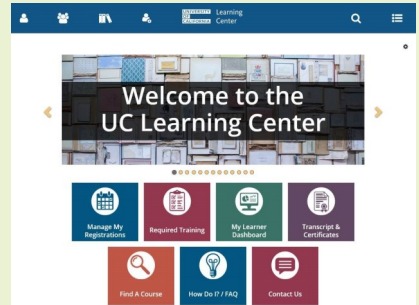 UNIVERSITY
OF
CALIFORNIA
Learning
Center
Welcome to the
UC Learning Center
Manage My
Registrations
Required Training
My Learner
Dashboard
Transcript &
Certificates
Find A Course
How Do I? / FAQ
Contact Us